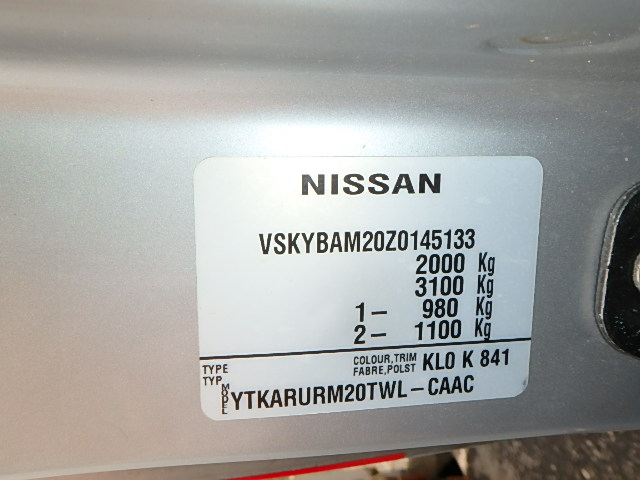 NISSAN
VSKYBAM20Z0145133
2000 Kg
3100 Kg
1- 980 Kg
2- 1100 Kg
TYPE COLOUR,TRIM KL0 K 841
TYP FABRE,POLST
MODEL YTKARURM20TWL-CAAC